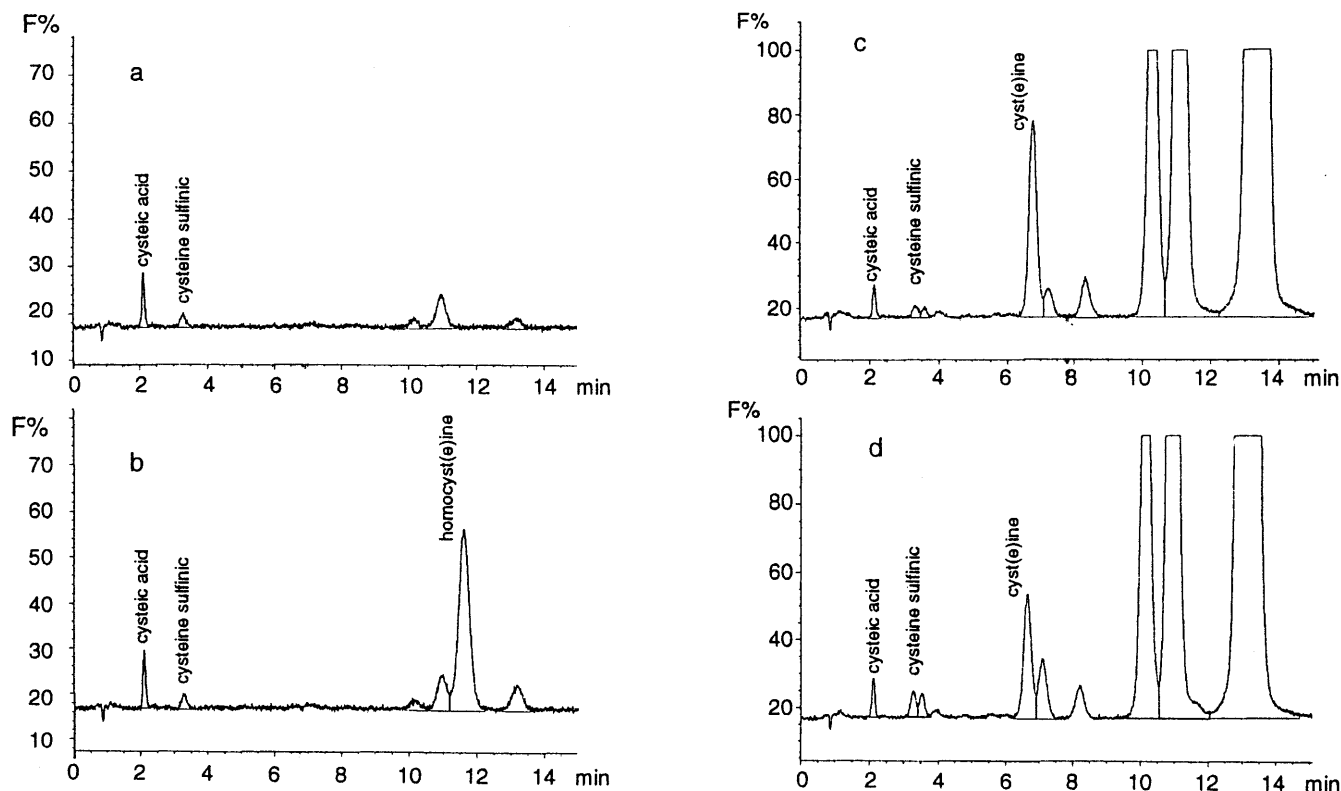 F%
a
70
60
50
40
30
20
10
cysteic acid
cysteine sulfinic
0 2 4 6 8 10 12 14 min
F%
b
70
60
50
40
30
20
10
cysteic acid
cysteine sulfinic
homocyst(e)ine
0 2 4 6 8 10 12 14 min
F%
c
100
80
60
40
20
cysteic acid
cysteine sulfinic
cyst(e)ine
0 2 4 6 8 10 12 14 min
F%
d
100
80
60
40
20
cysteic acid
cysteine sulfinic
cyst(e)ine
0 2 4 6 8 10 12 14 min